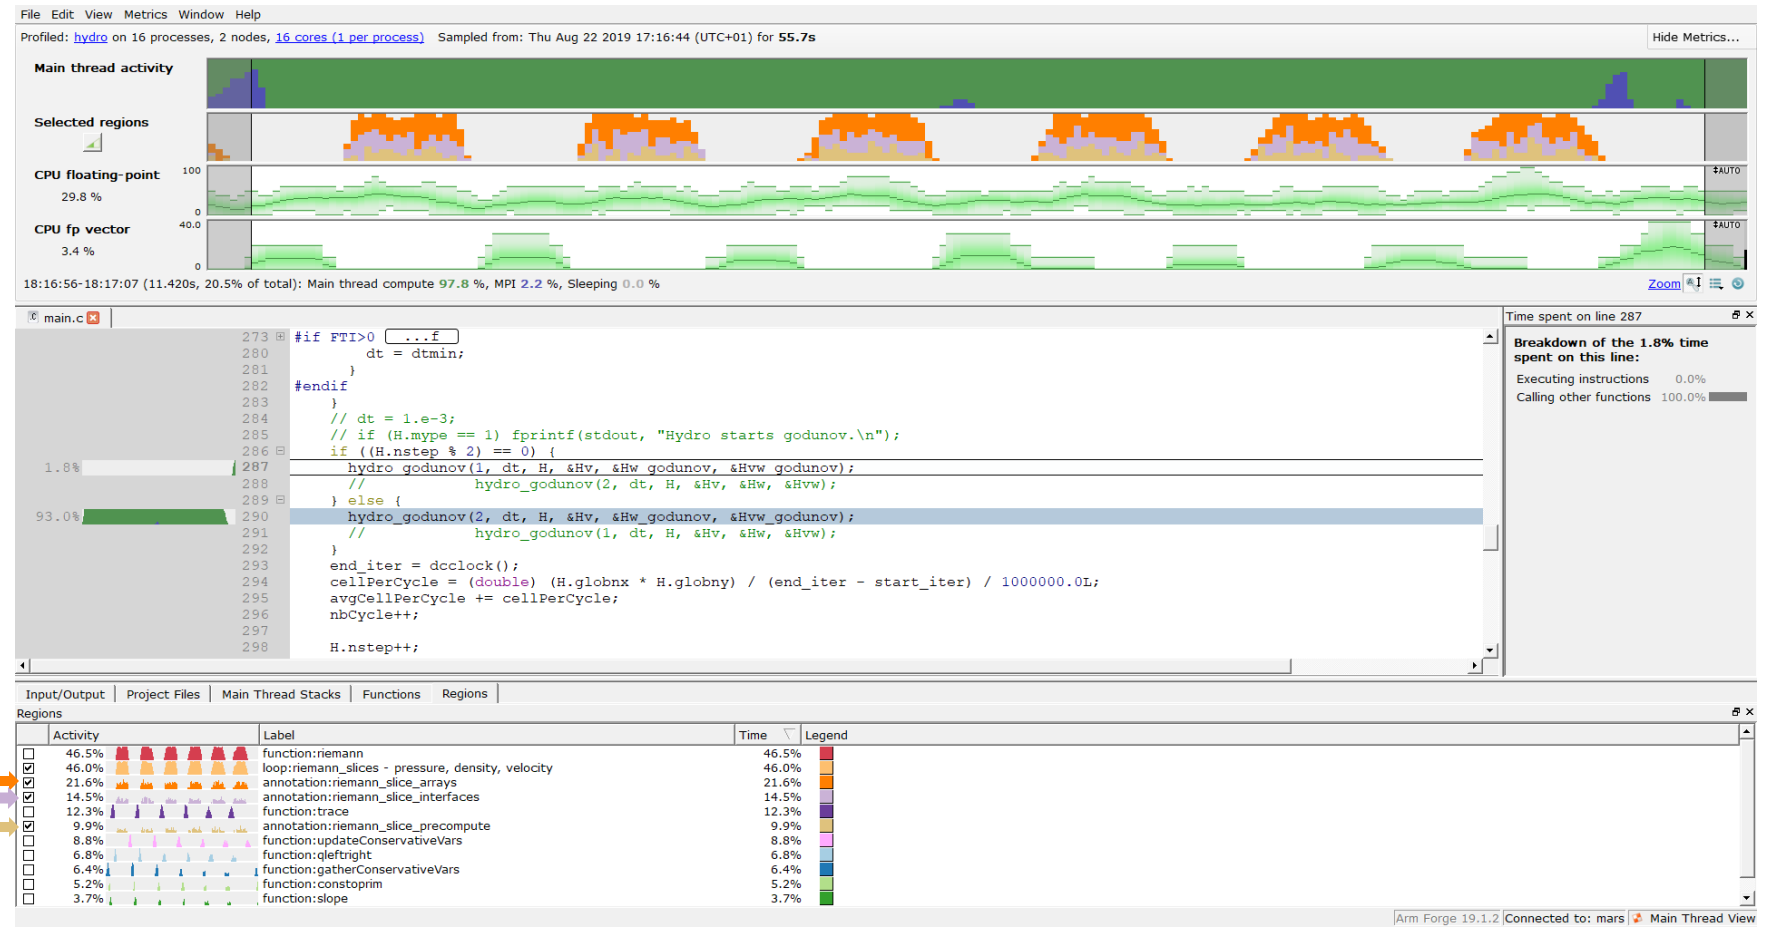 File Edit View Metrics Window Help
Profiled: hydro on 16 processes, 2 nodes, 16 cores (1 per process) Sampled from: Thu Aug 22 2019 17:16:44 (UTC+01) for 55.7s Hide Metrics...
Main thread activity
Selected regions
CPU floating-point 100 ‡AUTO
29.8 %
0
CPU fp vector 40.0 ‡AUTO
3.4 %
0
18:16:56-18:17:07 (11.420s, 20.5% of total): Main thread compute 97.8 %, MPI 2.2 %, Sleeping 0.0 % Zoom
main.c
Time spent on line 287
Breakdown of the 1.8% time
spent on this line:
Executing instructions 0.0%
Calling other functions 100.0%
273 #if FTI>0 ...f
280 dt = dtmin;
281 }
282 #endif
283 }
284 // dt = 1.e-3;
285 // if (H.mype == 1) fprintf(stdout, "Hydro starts godunov.\n");
286 if ((H.nstep % 2) == 0) {
1.8% 287 hydro_godunov(1, dt, H, &Hv, &Hw_godunov, &Hvw_godunov);
288 // hydro_godunov(2, dt, H, &Hv, &Hw, &Hvw);
289 } else {
93.0% 290 hydro_godunov(2, dt, H, &Hv, &Hw_godunov, &Hvw_godunov);
291 // hydro_godunov(1, dt, H, &Hv, &Hw, &Hvw);
292 }
293 end_iter = dcclock();
294 cellPerCycle = (double) (H.globnx * H.globny) / (end_iter - start_iter) / 1000000.0L;
295 avgCellPerCycle += cellPerCycle;
296 nbCycle++;
297
298 H.nstep++;
Input/Output Project Files Main Thread Stacks Functions Regions
Regions
Activity Label Time Legend
46.5% function:riemann 46.5%
46.0% loop:riemann_slices - pressure, density, velocity 46.0%
21.6% annotation:riemann_slice_arrays 21.6%
14.5% annotation:riemann_slice_interfaces 14.5%
12.3% function:trace 12.3%
9.9% annotation:riemann_slice_precompute 9.9%
8.8% function:updateConservativeVars 8.8%
6.8% function:qleftright 6.8%
6.4% function:gatherConservativeVars 6.4%
5.2% function:constoprim 5.2%
3.7% function:slope 3.7%
Arm Forge 19.1.2 Connected to: mars Main Thread View